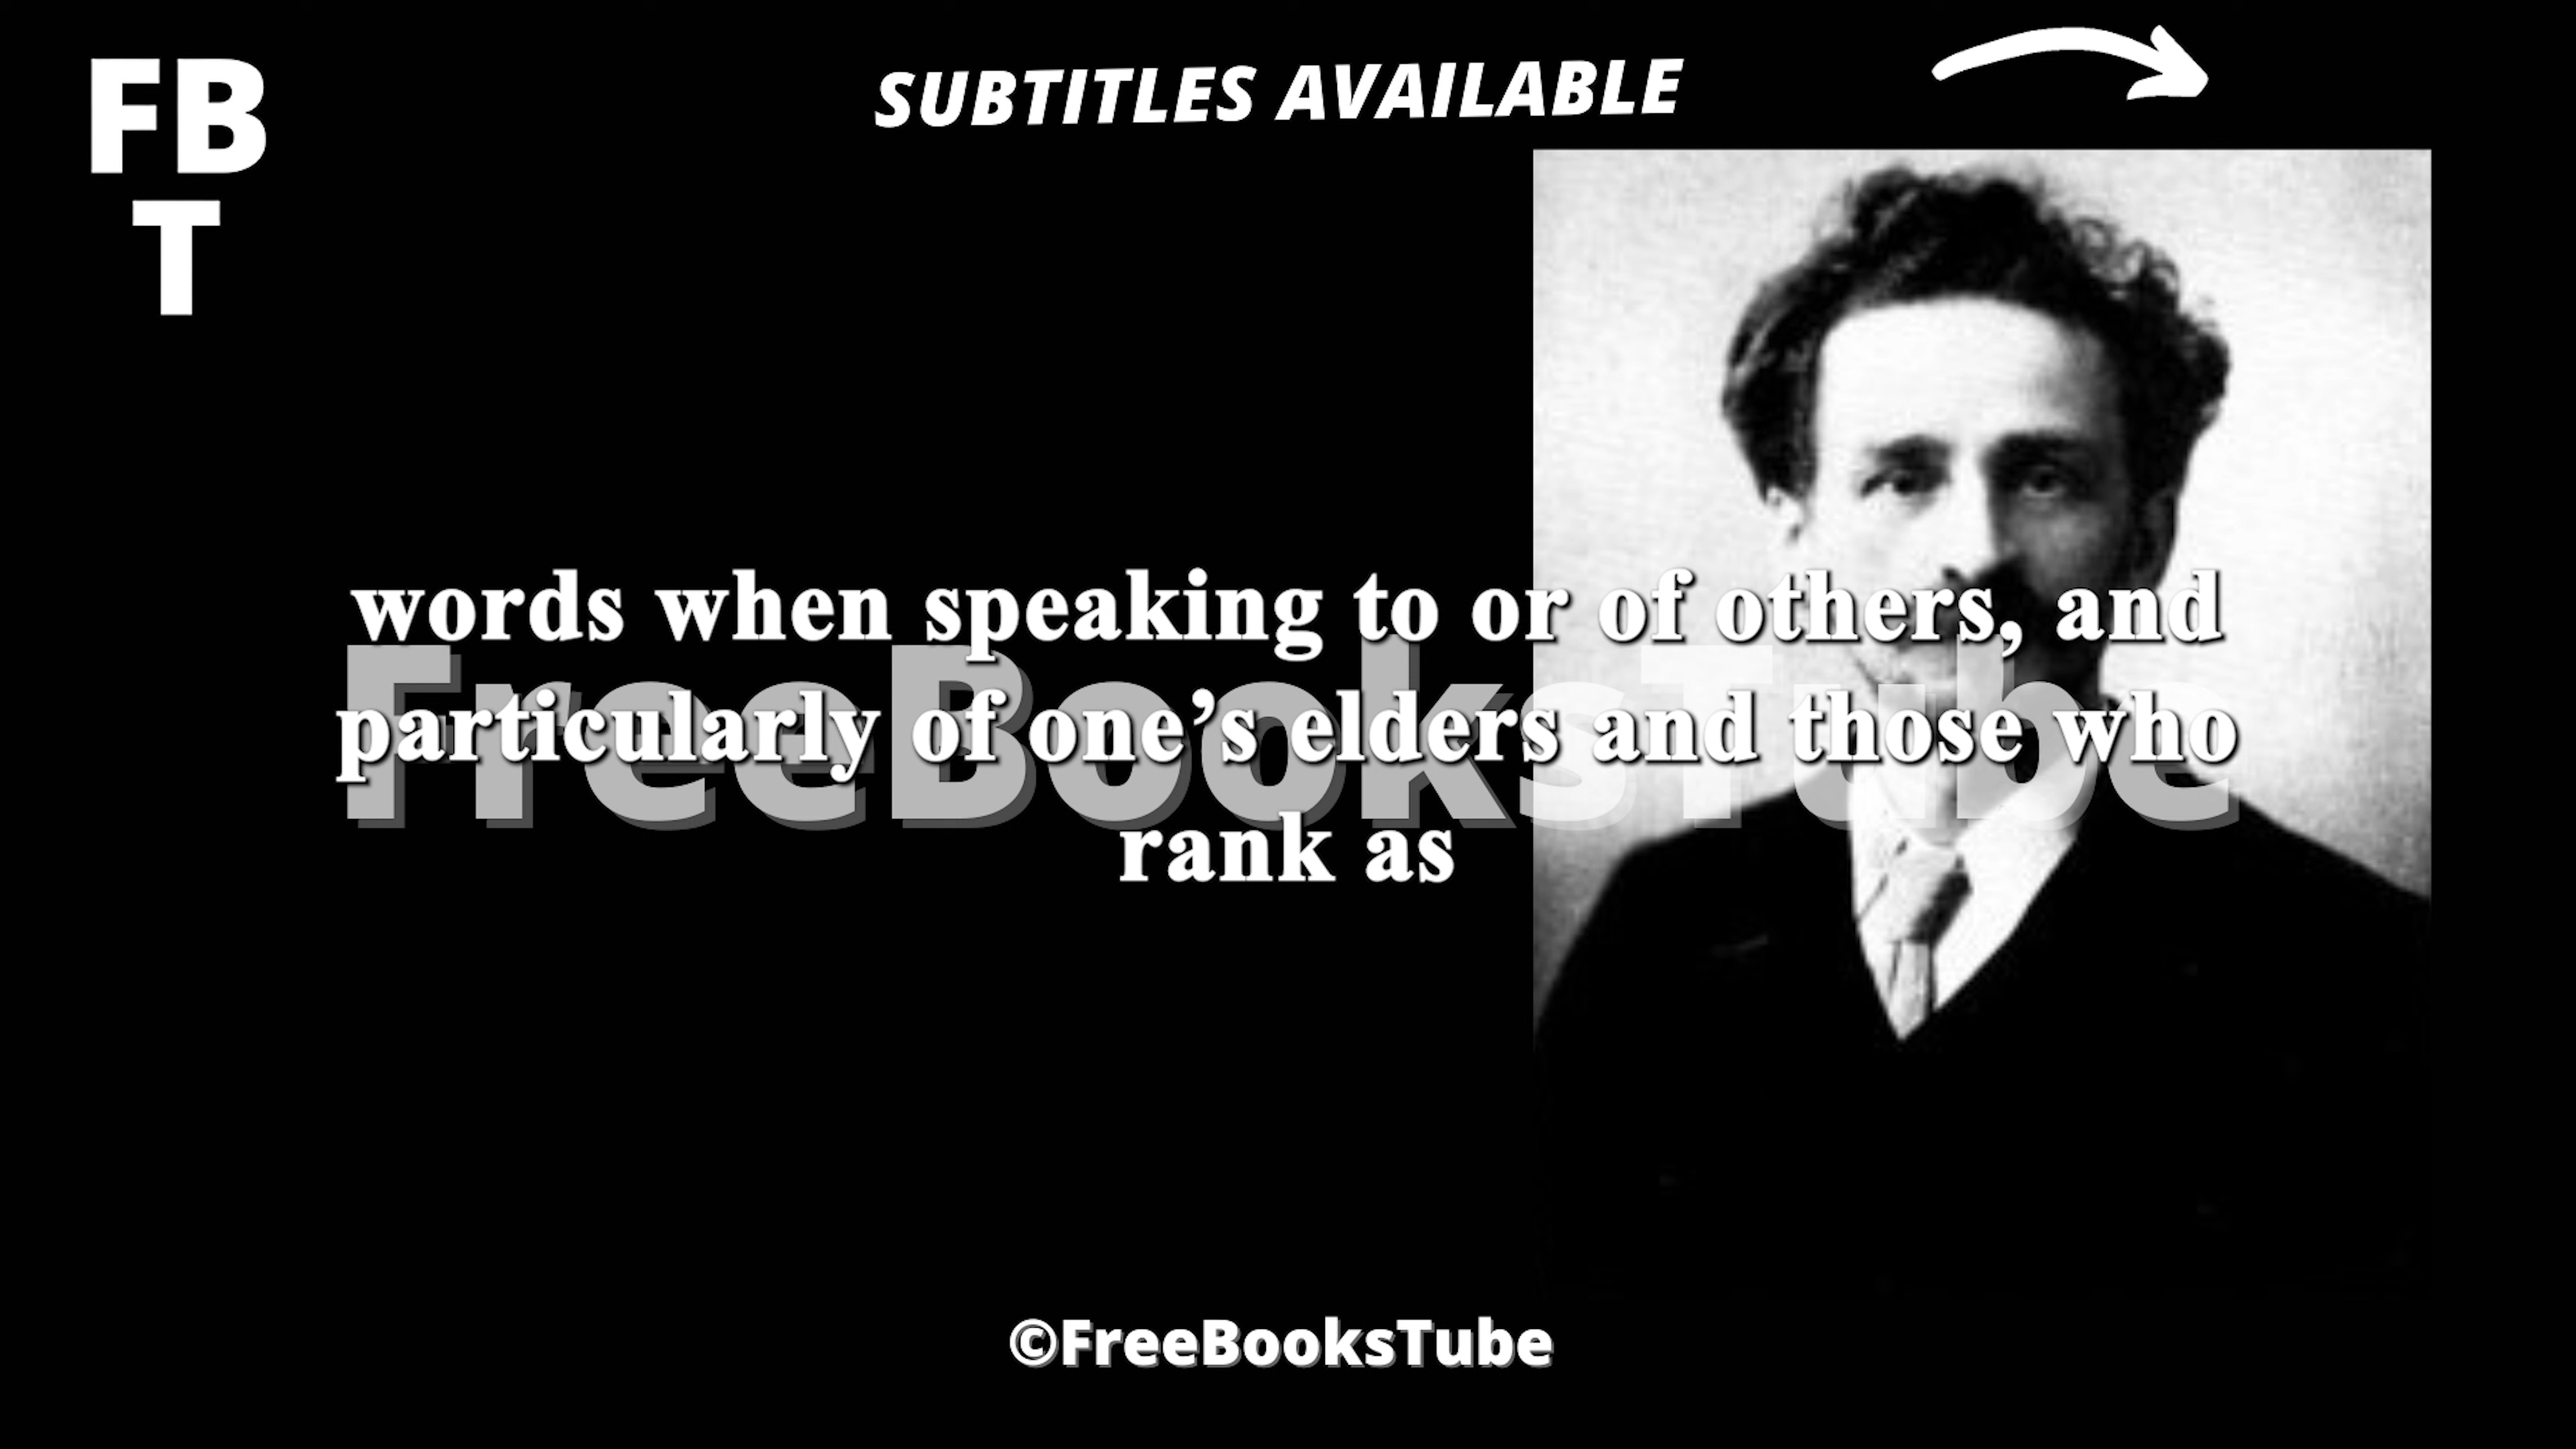 FB
T
SUBTITLES AVAILABLE
words when speaking to or of others, and
particularly of one’s elders and those who
rank as
FreeBooksTube
©FreeBooksTube